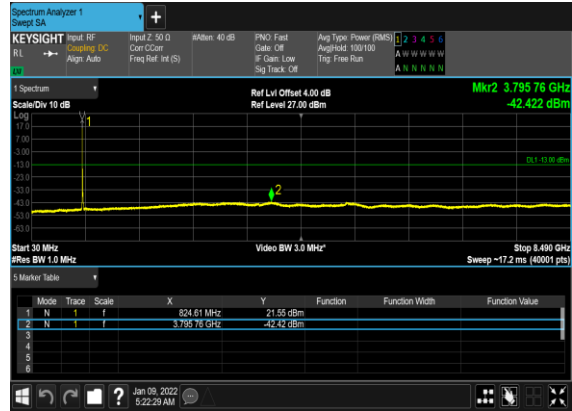 Spectrum Analyzer 1
Swept SA
+
KEYSIGHT Input: RF Input Z: 50 Ω #Atten: 40 dB PNO: Fast Avg Type: Power (RMS) 1 2 3 4 5 6
RL Coupling: DC Corr CCorr Gate: Off Avg|Hold: 100/100 A W W W W W
Align: Auto Freq Ref: Int (S) IF Gain: Low Trig: Free Run
Sig Track: Off A N N N N N
1 Spectrum Ref Lvl Offset 4.00 dB Mkr2 3.795 76 GHz
Scale/Div 10 dB Ref Level 27.00 dBm -42.422 dBm
Log
17.0 1
7.00
-3.00
-13.0 DL1 -13.00 dBm
-23.0
-33.0 2
-43.0
-53.0
-63.0
Start 30 MHz Video BW 3.0 MHz* Stop 8.490 GHz
#Res BW 1.0 MHz Sweep ~17.2 ms (40001 pts)
5 Marker Table
Mode Trace Scale X Y Function Function Width Function Value
1 N 1 f 824.61 MHz 21.55 dBm
2 N 1 f 3.795 76 GHz -42.42 dBm
3
4
5
6
? Jan 09, 2022
5:22:29 AM